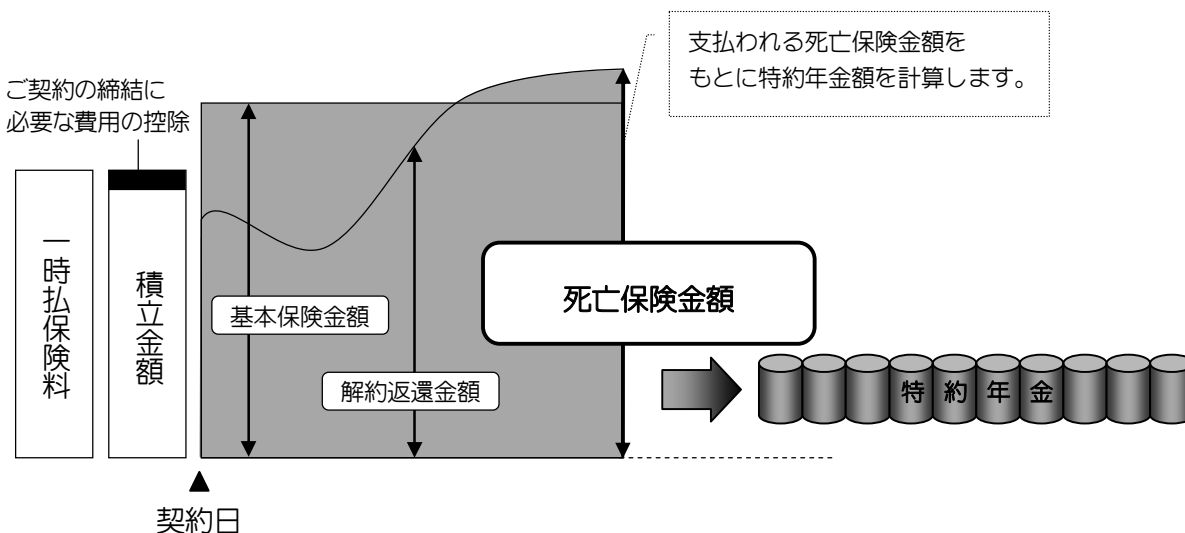 支払われる死亡保険金額を
もとに特約年金額を計算します。
ご契約の締結に
必要な費用の控除
一時払保険料
積立金額
基本保険金額
解約返還金額
死亡保険金額
特約年金
▲
契約日